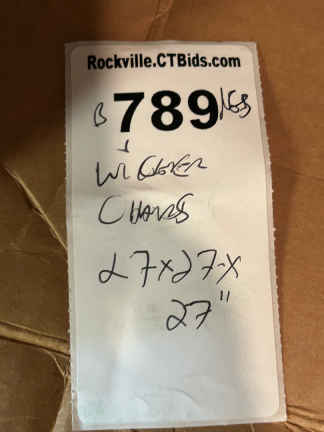 Rockville.CTBids.com
B 789
WICKER
CHAIRS
27x27x
27"